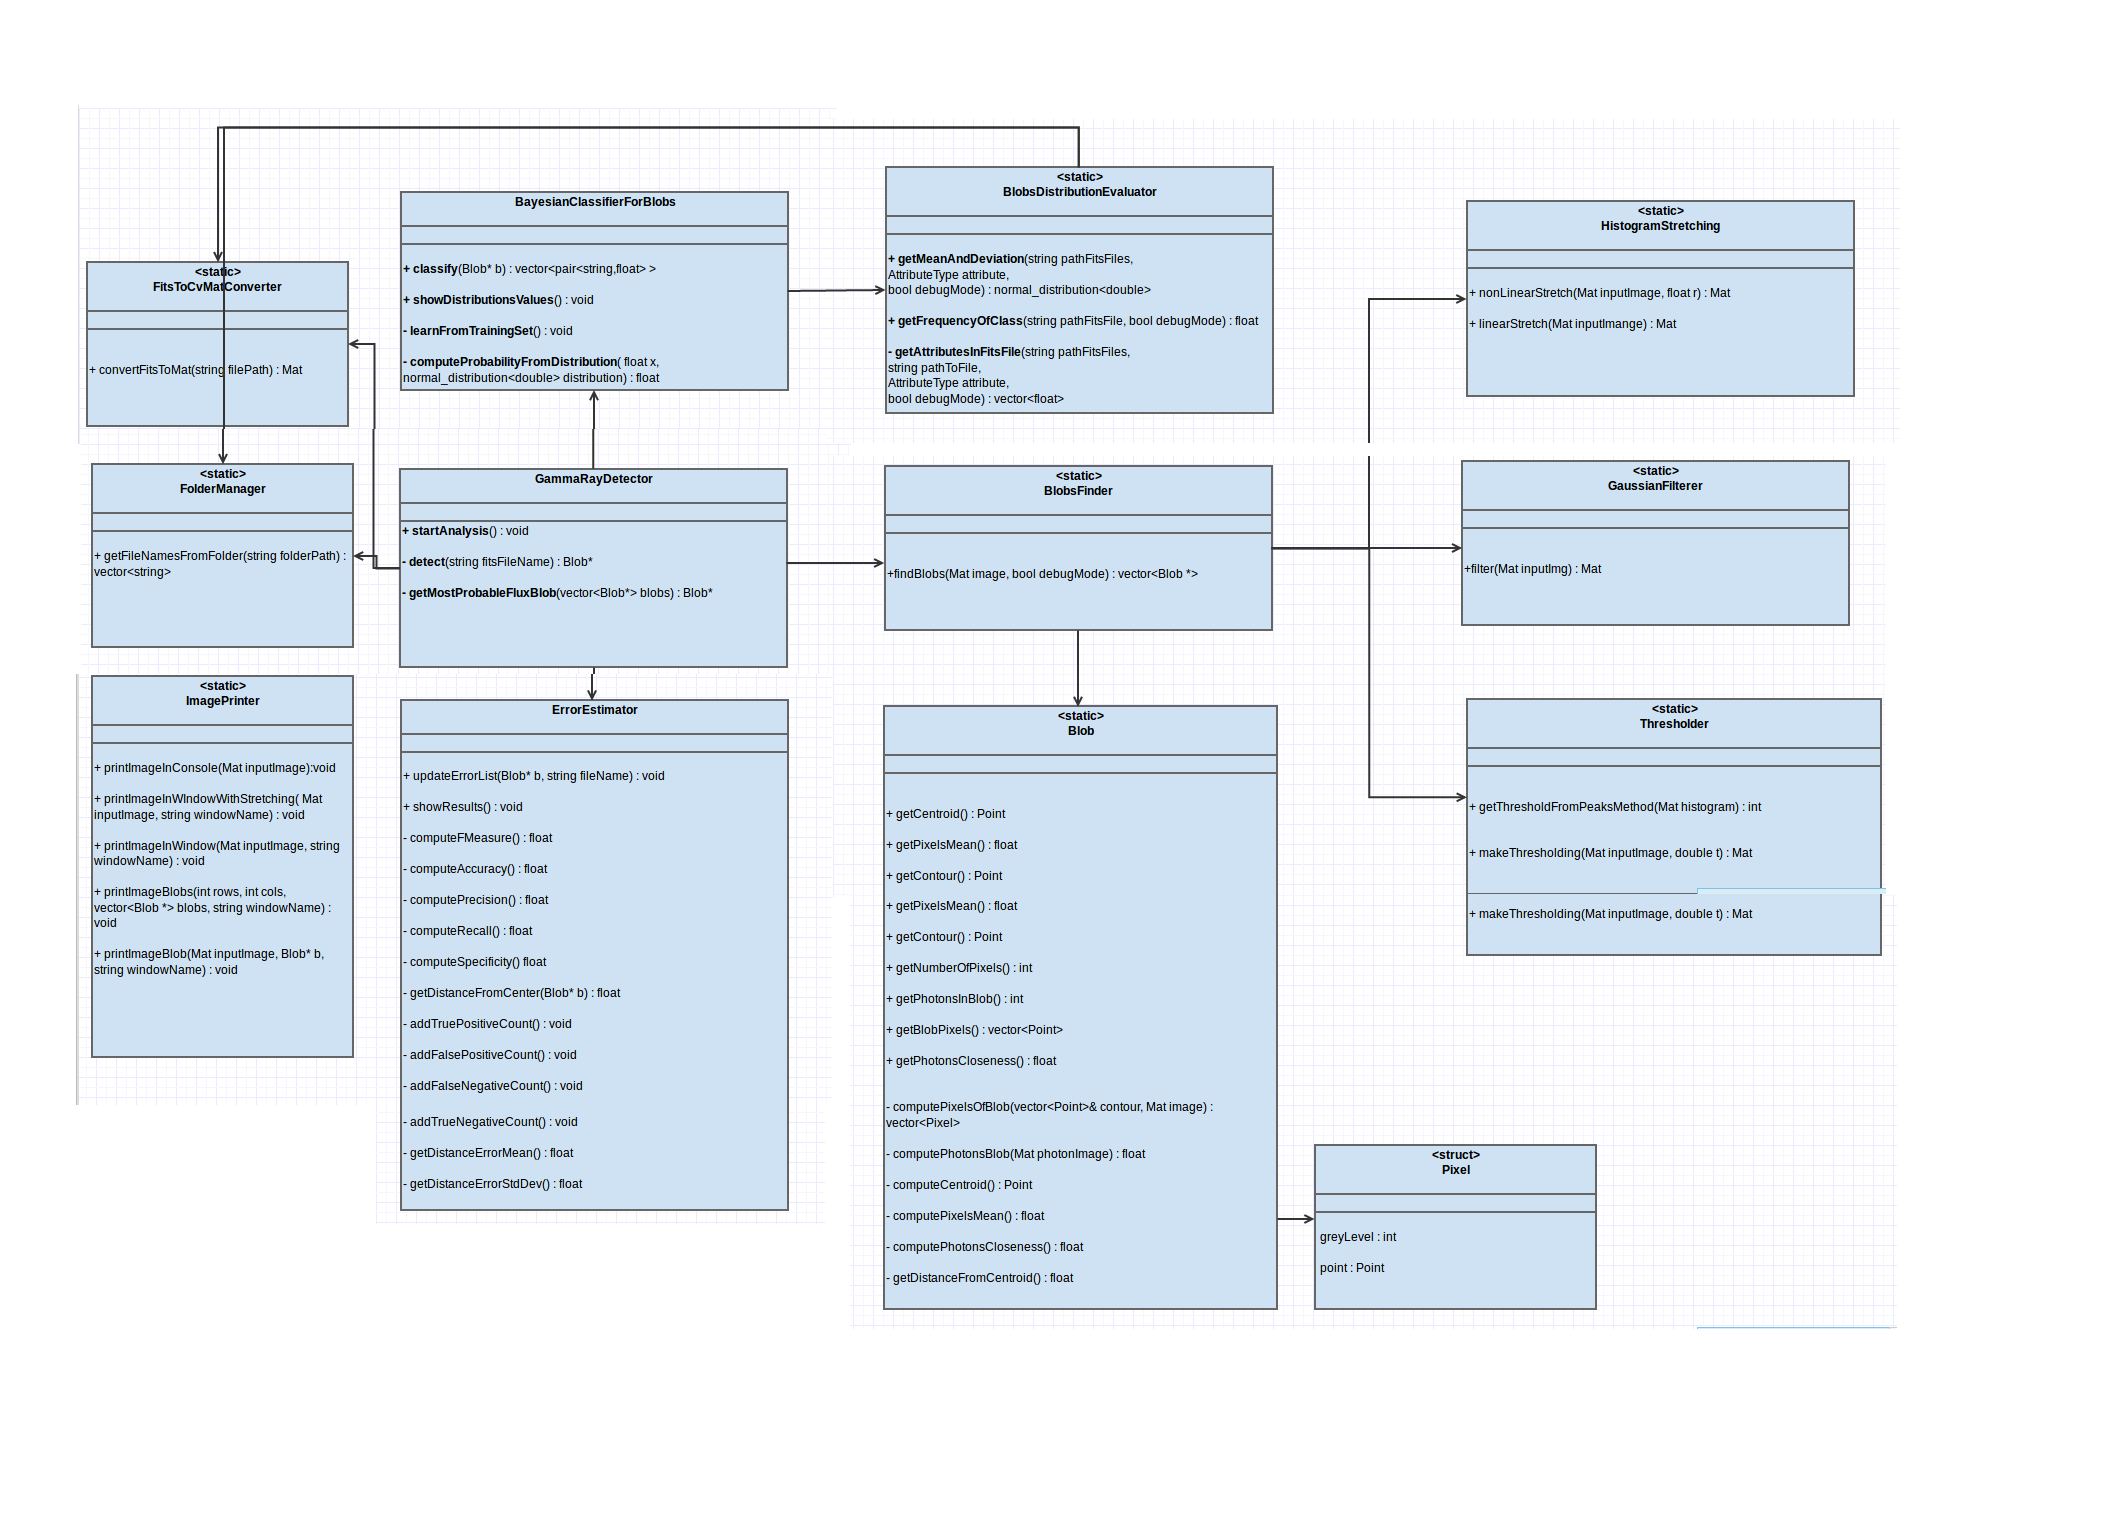 <static>
FitsToCvMatConverter
+ convertFitsToMat(string filePath) : Mat
BayesianClassifierForBlobs
+ classify(Blob* b) : vector<pair<string,float> >
+ showDistributionsValues() : void
- learnFromTrainingSet() : void
- computeProbabilityFromDistribution( float x,
normal_distribution<double> distribution) : float
<static>
BlobsDistributionEvaluator
+ getMeanAndDeviation(string pathFitsFiles,
AttributeType attribute,
bool debugMode) : normal_distribution<double>
+ getFrequencyOfClass(string pathFitsFile, bool debugMode) : float
- getAttributesInFitsFile(string pathFitsFiles,
string pathToFile,
AttributeType attribute,
bool debugMode) : vector<float>
<static>
HistogramStretching
+ nonLinearStretch(Mat inputImage, float r) : Mat
+ linearStretch(Mat inputImange) : Mat
<static>
FolderManager
+ getFileNamesFromFolder(string folderPath) :
vector<string>
GammaRayDetector
+ startAnalysis() : void
- detect(string fitsFileName) : Blob*
- getMostProbableFluxBlob(vector<Blob*> blobs) : Blob*
<static>
BlobsFinder
+findBlobs(Mat image, bool debugMode) : vector<Blob *>
<static>
GaussianFilterer
+filter(Mat inputImg) : Mat
<static>
ImagePrinter
+ printImageInConsole(Mat inputImage):void
+ printImageInWIndowWithStretching( Mat
inputImage, string windowName) : void
+ printImageInWindow(Mat inputImage, string
windowName) : void
+ printImageBlobs(int rows, int cols,
vector<Blob *> blobs, string windowName) :
void
+ printImageBlob(Mat inputImage, Blob* b,
string windowName) : void
ErrorEstimator
+ updateErrorList(Blob* b, string fileName) : void
+ showResults() : void
- computeFMeasure() : float
- computeAccuracy() : float
- computePrecision() : float
- computeRecall() : float
- computeSpecificity() float
- getDistanceFromCenter(Blob* b) : float
- addTruePositiveCount() : void
- addFalsePositiveCount() : void
- addFalseNegativeCount() : void
- addTrueNegativeCount() : void
- getDistanceErrorMean() : float
- getDistanceErrorStdDev() : float
<static>
Blob
+ getCentroid() : Point
+ getPixelsMean() : float
+ getContour() : Point
+ getPixelsMean() : float
+ getContour() : Point
+ getNumberOfPixels() : int
+ getPhotonsInBlob() : int
+ getBlobPixels() : vector<Point>
+ getPhotonsCloseness() : float
- computePixelsOfBlob(vector<Point>& contour, Mat image) :
vector<Pixel>
- computePhotonsBlob(Mat photonImage) : float
- computeCentroid() : Point
- computePixelsMean() : float
- computePhotonsCloseness() : float
- getDistanceFromCentroid() : float
<static>
Thresholder
+ getThresholdFromPeaksMethod(Mat histogram) : int
+ makeThresholding(Mat inputImage, double t) : Mat
+ makeThresholding(Mat inputImage, double t) : Mat
<struct>
Pixel
greyLevel : int
point : Point